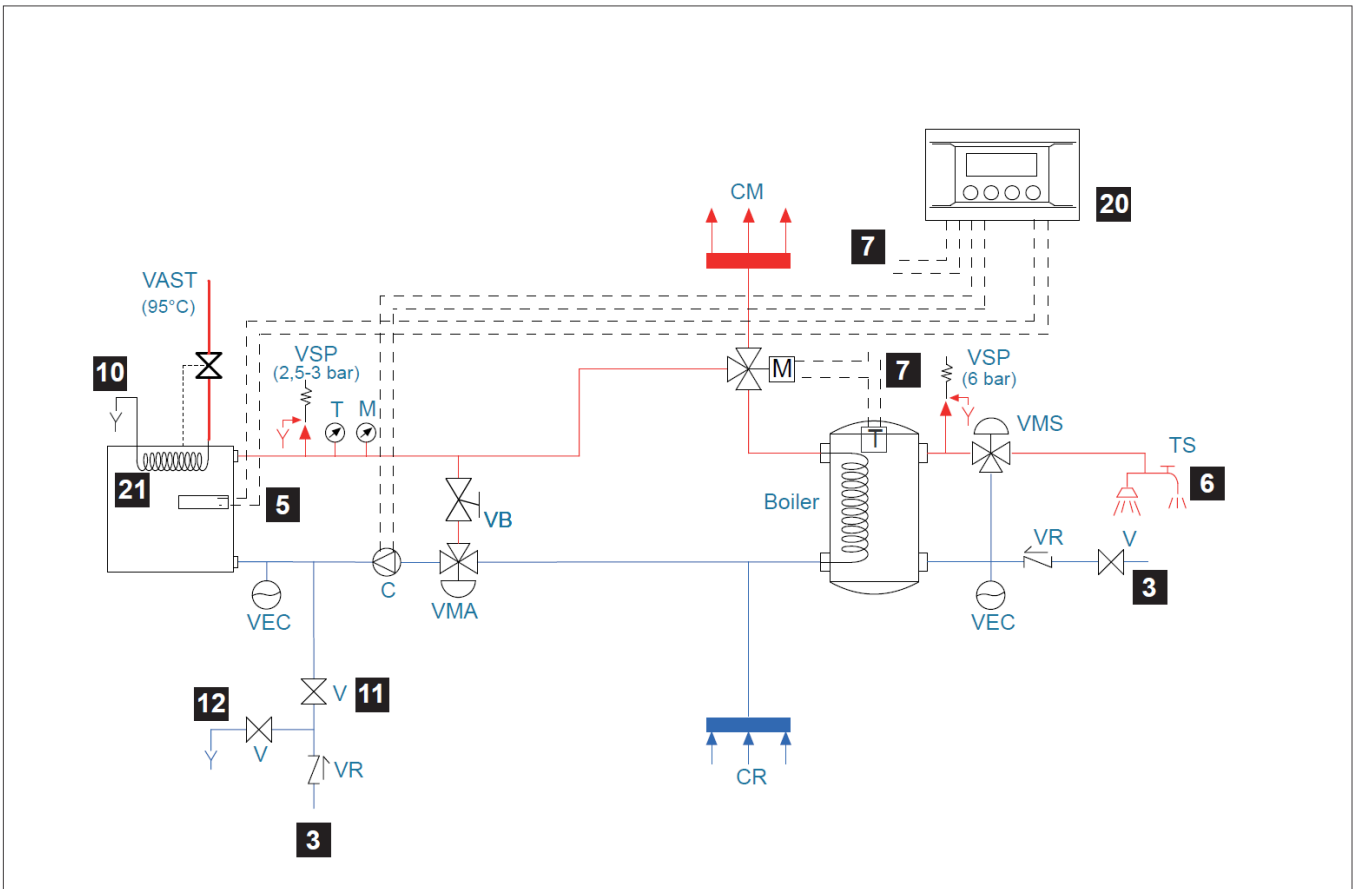 20
CM
7
VAST
(95°C)
10
VSP
(2,5-3 bar)
T
M
M
7
VSP
(6 bar)
VMS
TS
T
21
5
6
Boiler
VB
VR
V
3
C
VEC
VMA
VEC
V
11
12
V
VR
CR
3